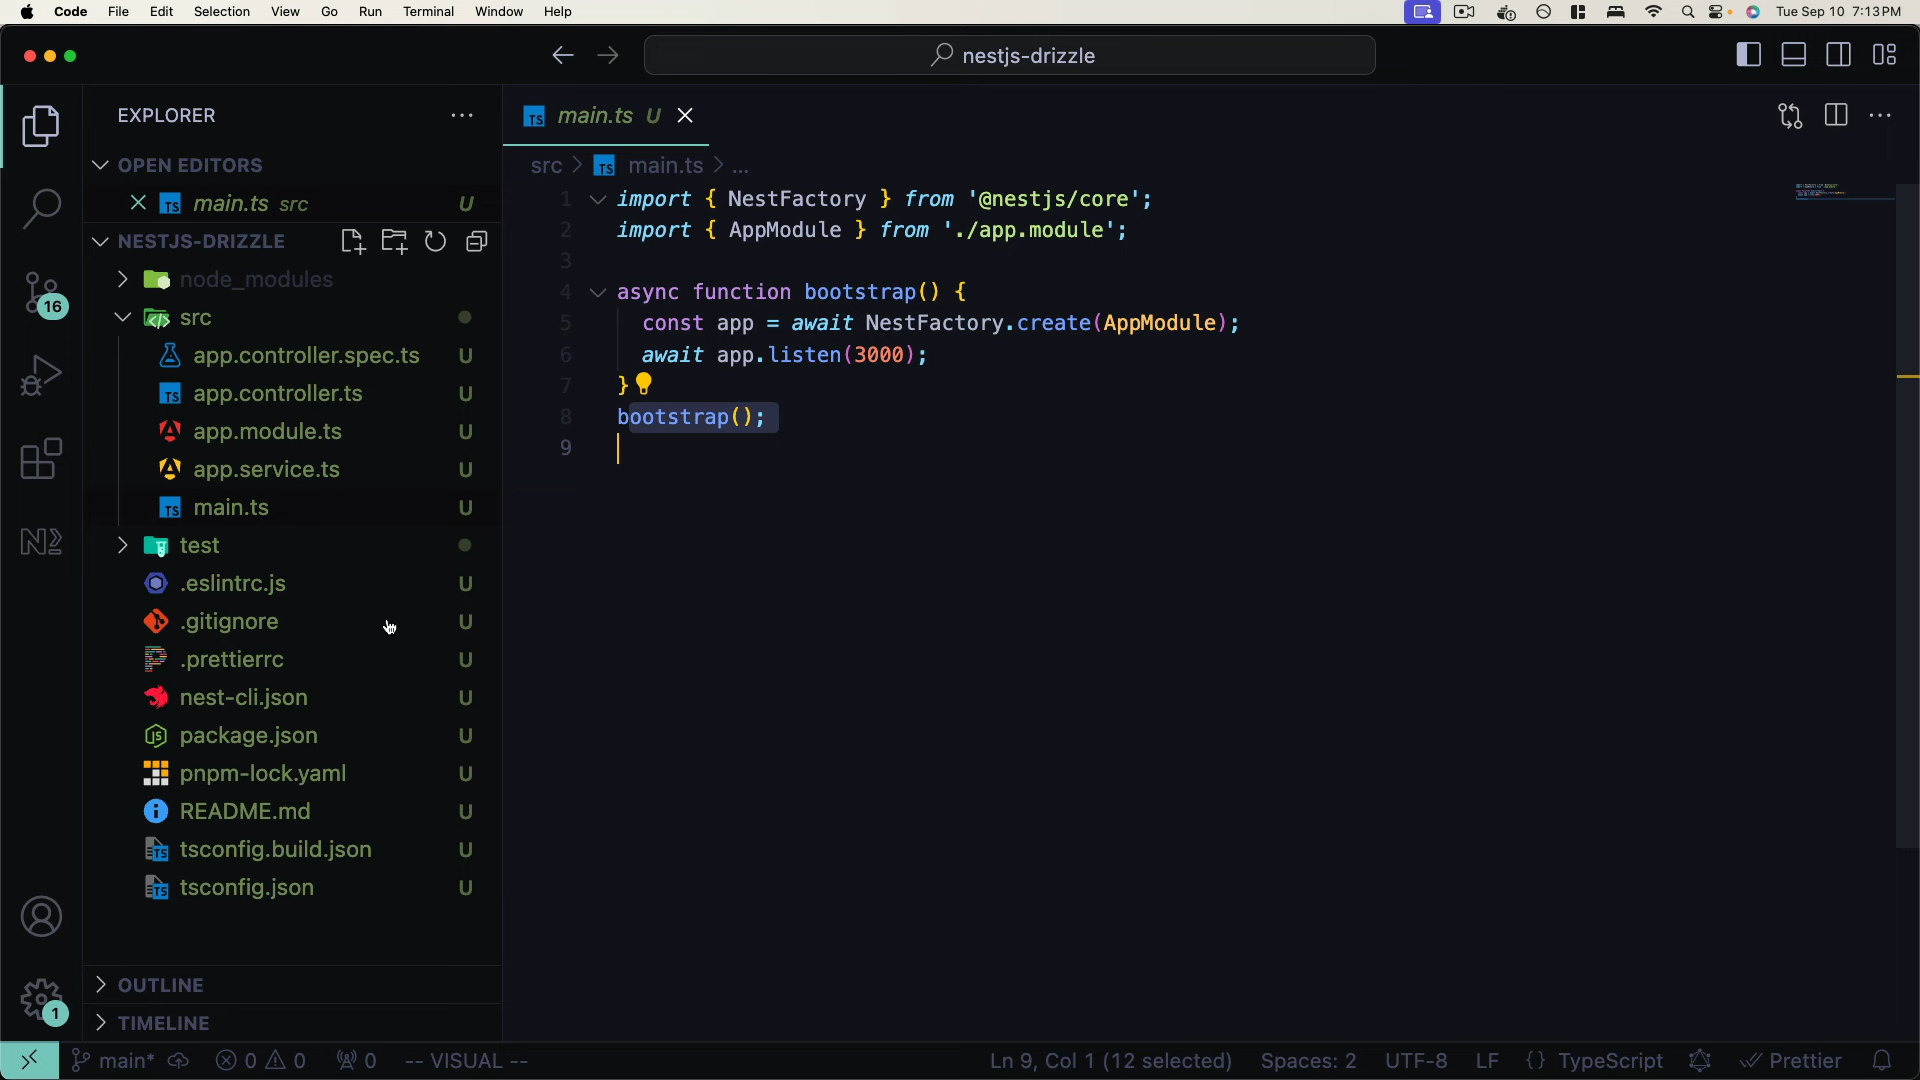 Code File Edit Selection View Go Run Terminal Window Help Tue Sep 10 7:13 PM
nestjs-drizzle
EXPLORER
OPEN EDITORS
main.ts src U
NESTJS-DRIZZLE
node_modules
src
app.controller.spec.ts U
app.controller.ts U
app.module.ts U
app.service.ts U
main.ts U
test
.eslintrc.js U
.gitignore U
.prettierrc U
nest-cli.json U
package.json U
pnpm-lock.yaml U
README.md U
tsconfig.build.json U
tsconfig.json U
OUTLINE
TIMELINE
16
1
main.ts U
src > main.ts > ...
1 import { NestFactory } from '@nestjs/core';
2 import { AppModule } from './app.module';
3
4 async function bootstrap() {
5 const app = await NestFactory.create(AppModule);
6 await app.listen(3000);
7 }
8 bootstrap();
9
main* 0 0 0 -- VISUAL -- Ln 9, Col 1 (12 selected) Spaces: 2 UTF-8 LF {} TypeScript Prettier